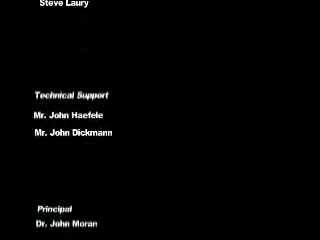 Steve Laury
Technical Support
Mr. John Haefele
Mr. John Dickmann
Principal
Dr. John Moran